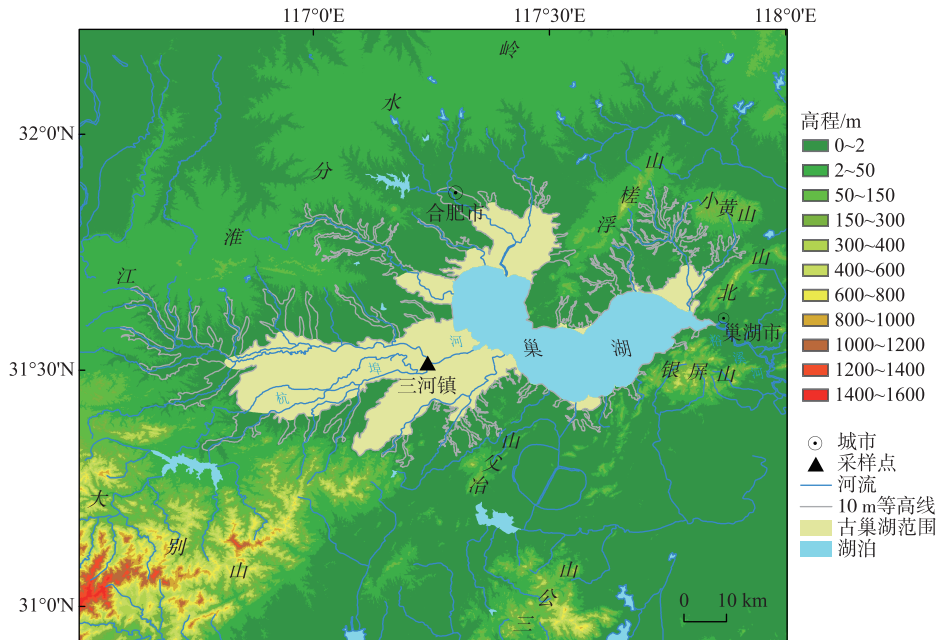 117°0′E
117°30′E
118°0′E
32°0′N
31°30′N
31°0′N
江
淮
分
水
岭
合肥市
浮
槎
山
小黄山
北
山
巢湖市
巢
湖
银屏山
杭
埠
河
三河镇
冶
父
山
大
别
山
三
公
山
0 10 km
高程/m
0~2
2~50
50~150
150~300
300~400
400~600
600~800
800~1000
1000~1200
1200~1400
1400~1600
城市
采样点
河流
10 m等高线
古巢湖范围
湖泊